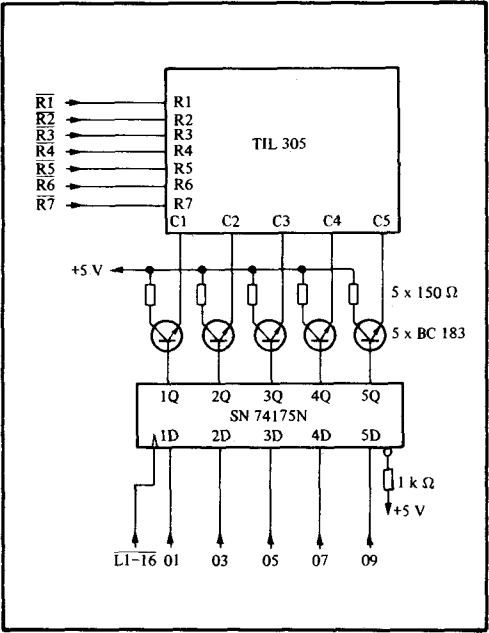 R1 R1
R2 R2
R3 R3
R4 R4
R5 R5
R6 R6
R7 R7
TIL 305
C1 C2 C3 C4 C5
+5 V
5 x 150 Ω
5 x BC 183
1Q 2Q 3Q 4Q 5Q
SN 74175N
1D 2D 3D 4D 5D
1 k Ω
+5 V
L1-16 01 03 05 07 09